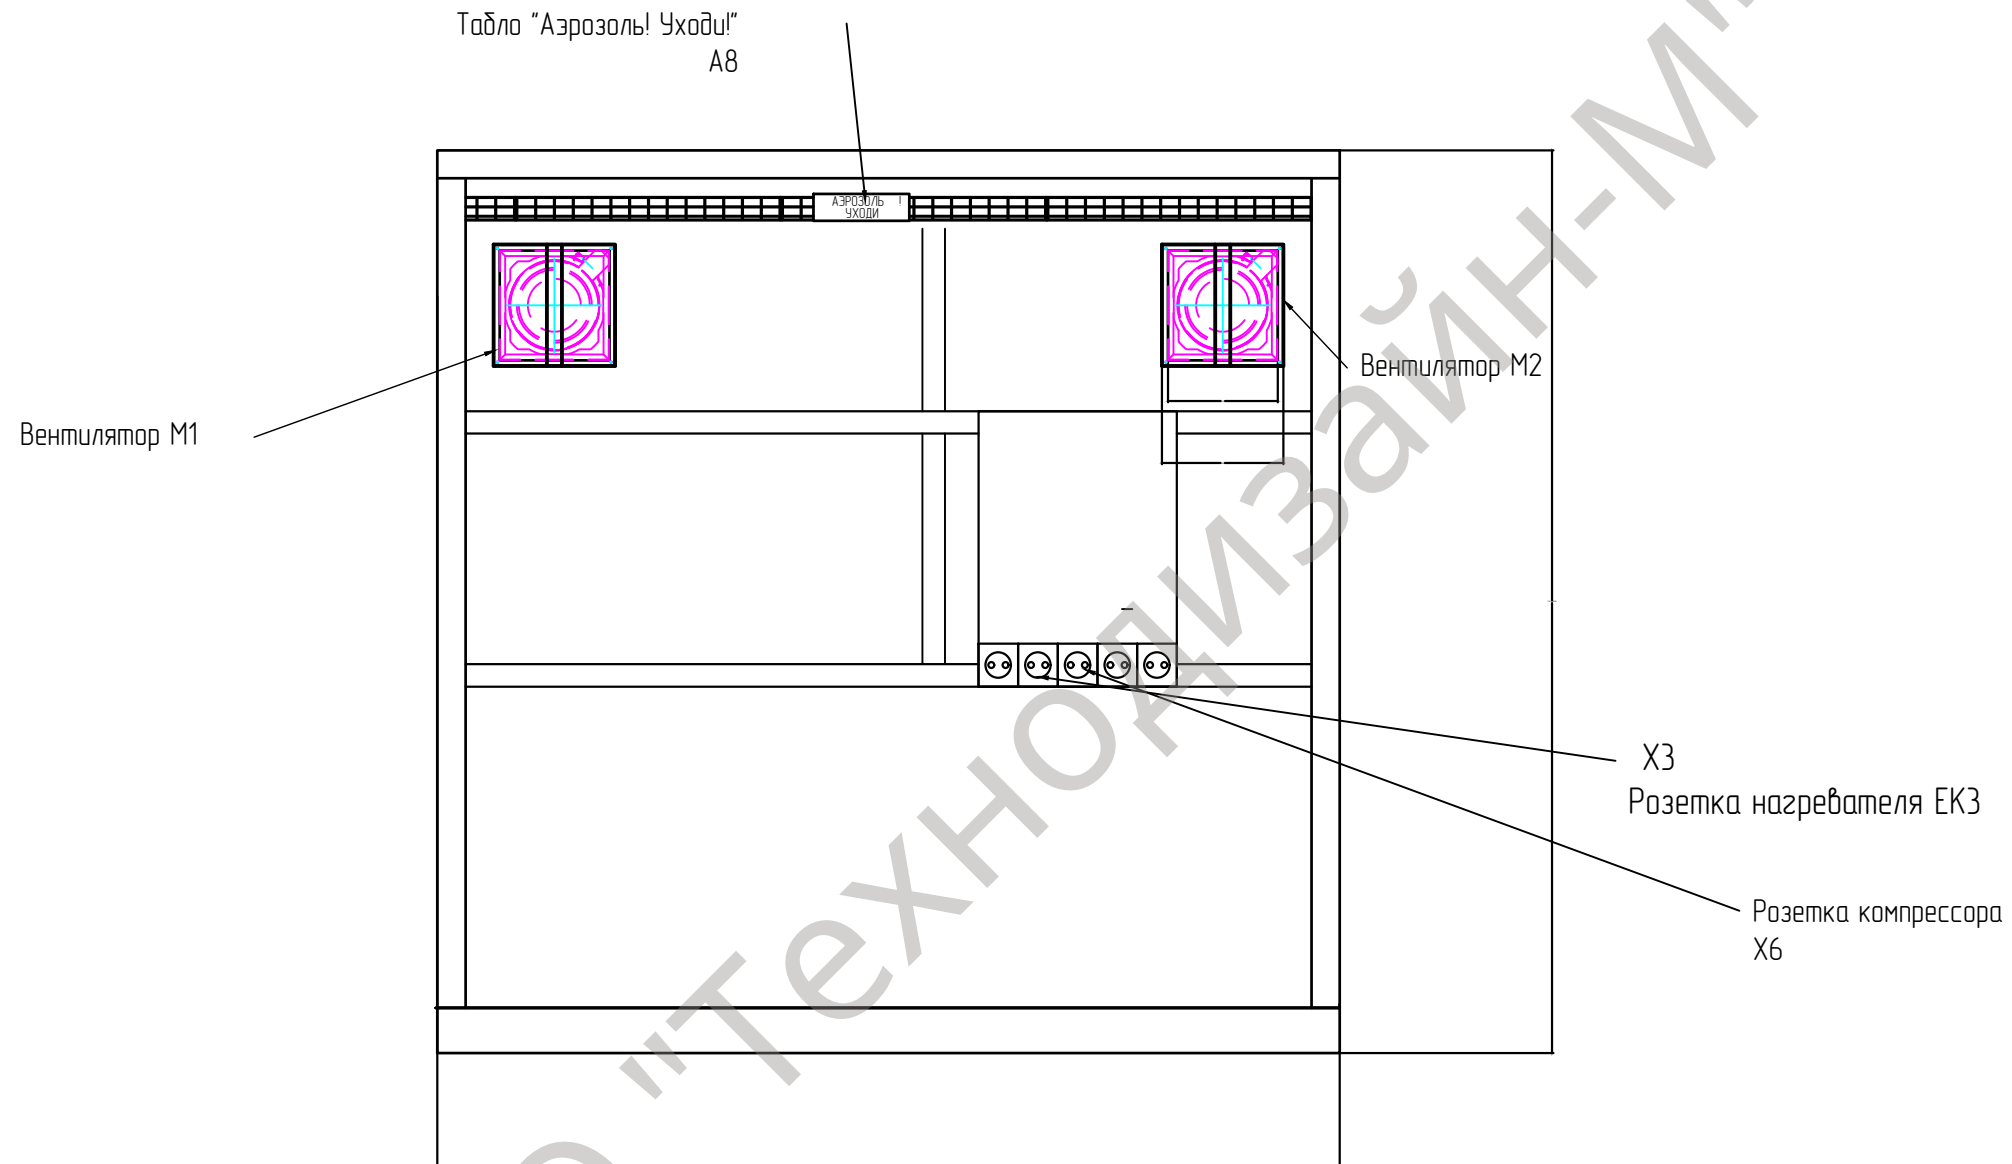 Табло "Аэрозоль! Уходи!"
А8
АЭРОЗОЛЬ !
УХОДИ
Вентилятор М2
Вентилятор М1
Х3
Розетка нагревателя ЕК3
Розетка компрессора
Х6
"Технодизайн-М"